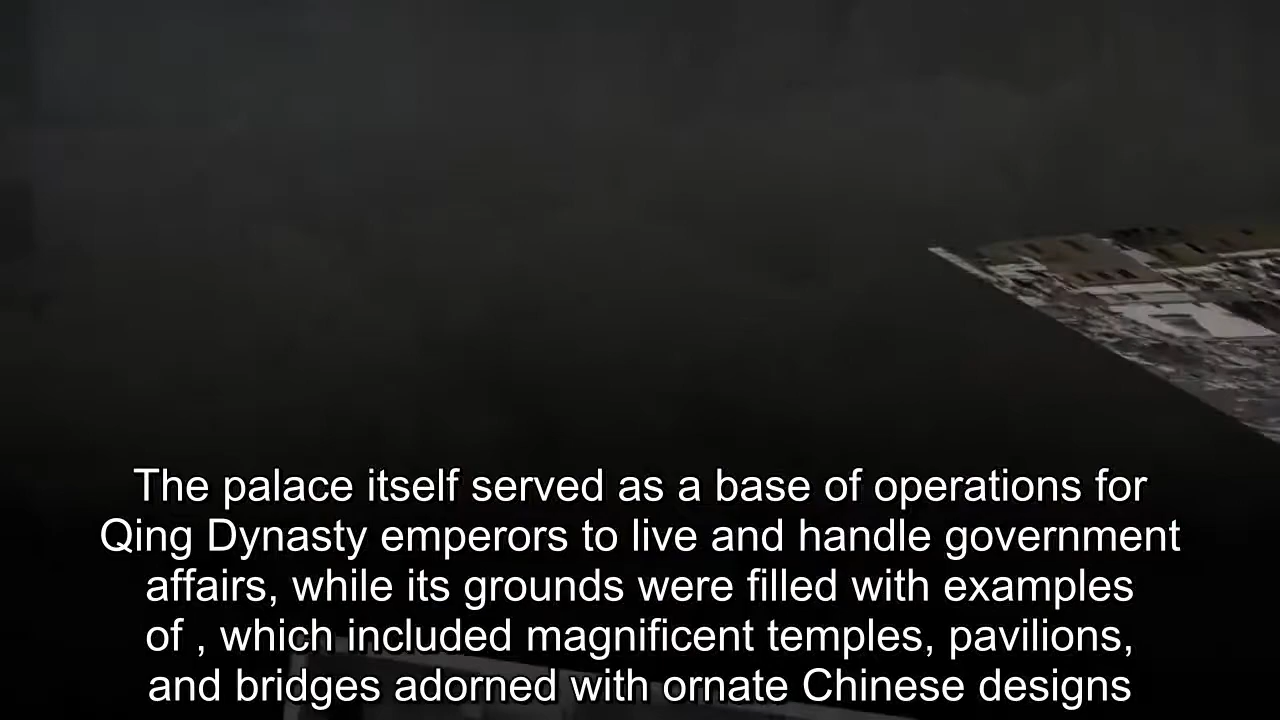 The palace itself served as a base of operations for
Qing Dynasty emperors to live and handle government
affairs, while its grounds were filled with examples
of , which included magnificent temples, pavilions,
and bridges adorned with ornate Chinese designs